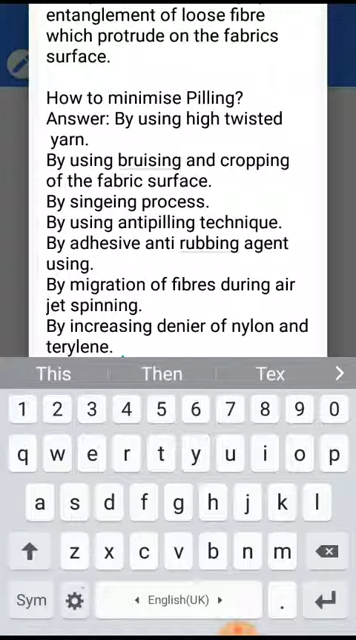 entanglement of loose fibre
which protrude on the fabrics
surface.
How to minimise Pilling?
Answer: By using high twisted
yarn.
By using bruising and cropping
of the fabric surface.
By singeing process.
By using antipilling technique.
By adhesive anti rubbing agent
using.
By migration of fibres during air
jet spinning.
By increasing denier of nylon and
terylene.
This Then Tex >
1 2 3 4 5 6 7 8 9 0
q w e r t y u i o p
a s d f g h j k l
z x c v b n m
Sym English(UK) .